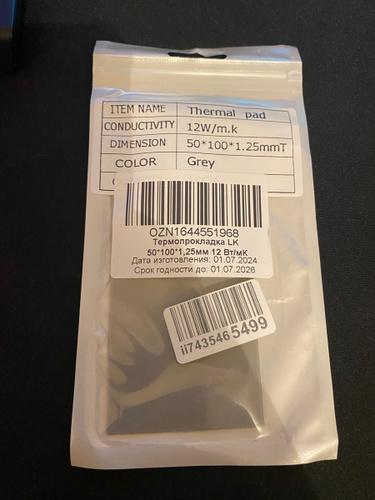 ITEM NAME Thermal pad
CONDUCTIVITY 12W/m.k
DIMENSION 50*100*1.25mmT
COLOR Grey
OZN1644551968
Термопрокладка LK
50*100*1,25мм 12 Вт/мК
Дата изготовления: 01.07.2024
Срок годности до: 01.07.2026
ii7435465499